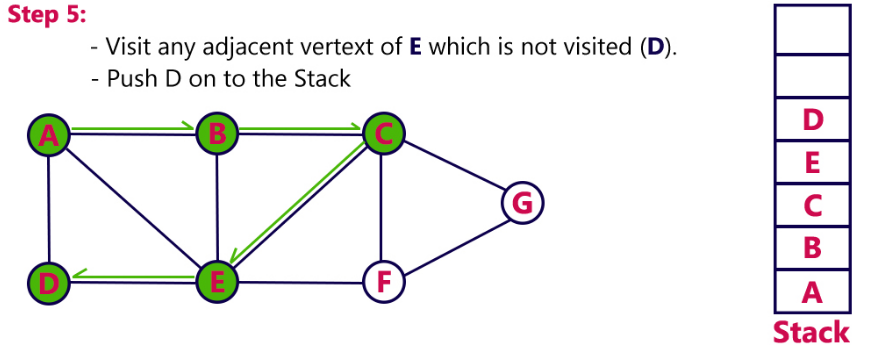 Step 5:
- Visit any adjacent vertext of E which is not visited (D).
- Push D on to the Stack
A
B
C
G
D
E
F
D
E
C
B
A
Stack